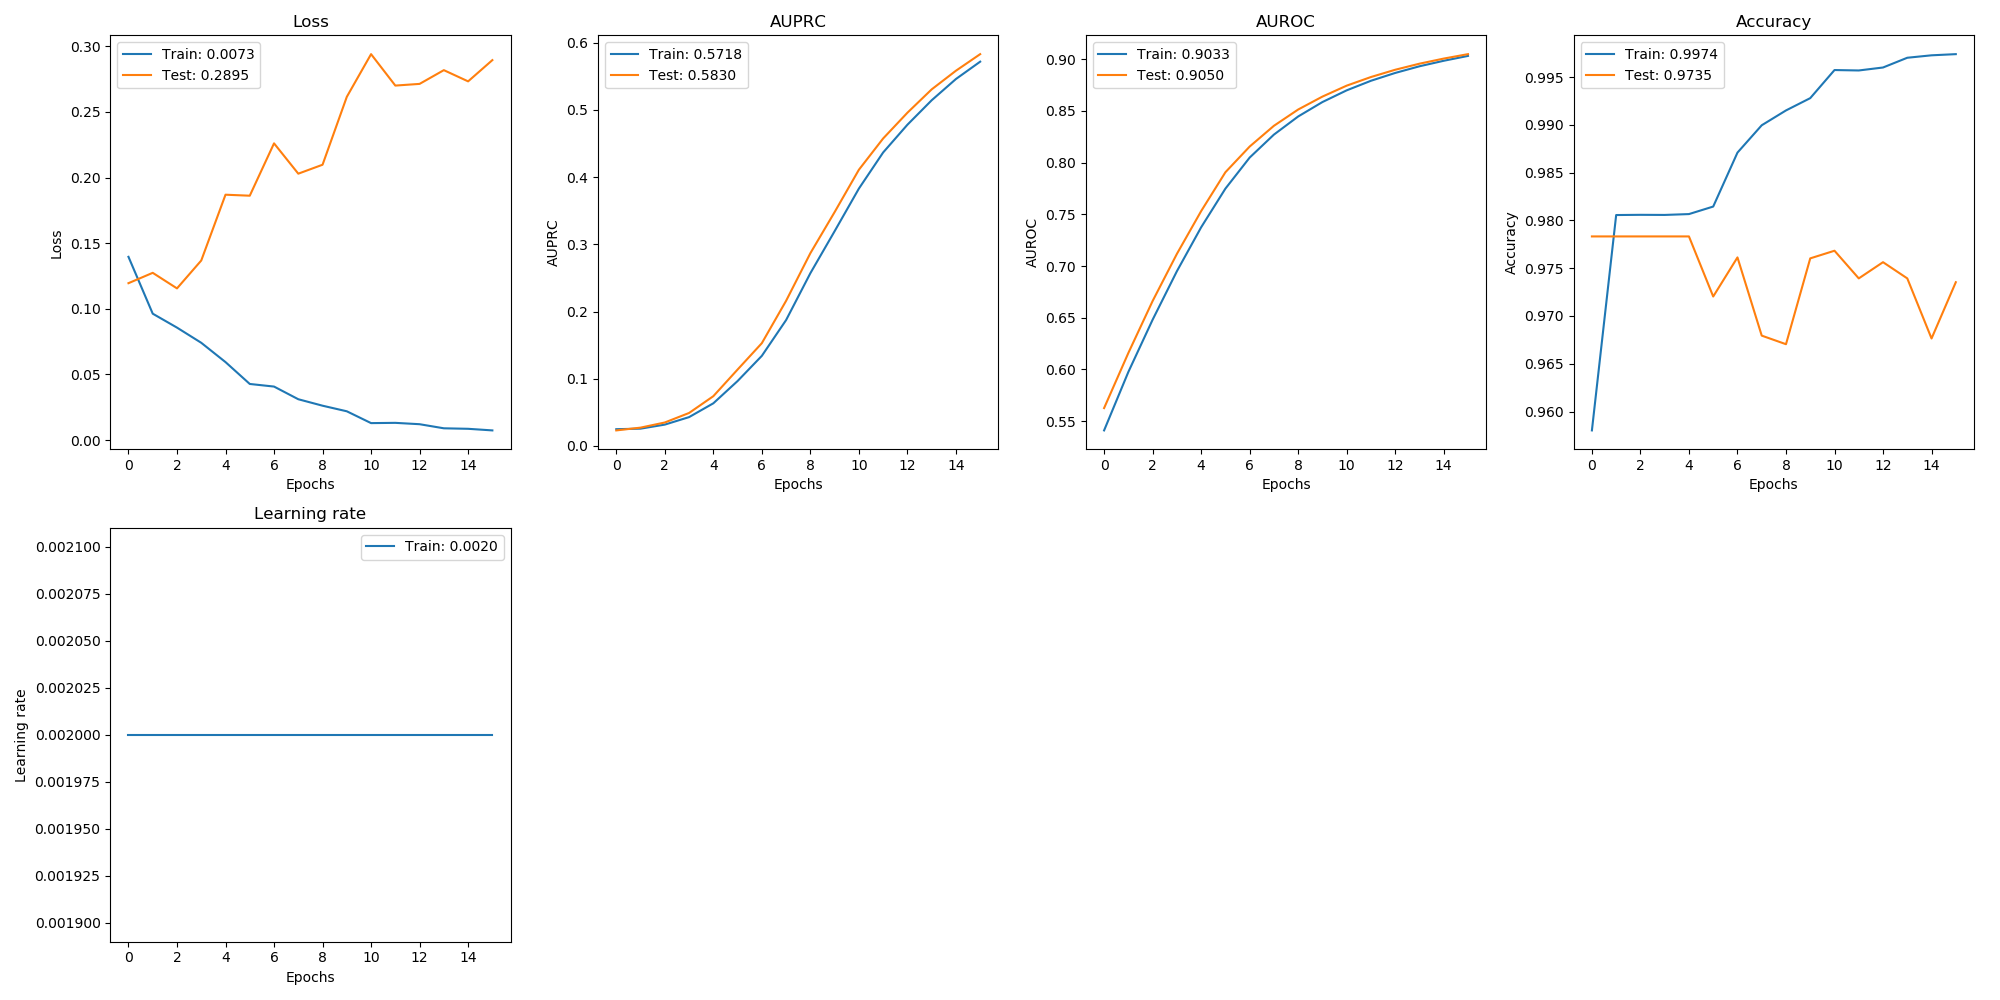 Loss
Train: 0.0073
Test: 0.2895
0.30
0.25
0.20
0.15
0.10
0.05
0.00
Loss
0 2 4 6 8 10 12 14
Epochs
AUPRC
Train: 0.5718
Test: 0.5830
0.6
0.5
0.4
0.3
0.2
0.1
0.0
AUPRC
0 2 4 6 8 10 12 14
Epochs
AUROC
Train: 0.9033
Test: 0.9050
0.90
0.85
0.80
0.75
0.70
0.65
0.60
0.55
AUROC
0 2 4 6 8 10 12 14
Epochs
Accuracy
Train: 0.9974
Test: 0.9735
0.995
0.990
0.985
0.980
0.975
0.970
0.965
0.960
Accuracy
0 2 4 6 8 10 12 14
Epochs
Learning rate
Train: 0.0020
0.002100
0.002075
0.002050
0.002025
0.002000
0.001975
0.001950
0.001925
0.001900
Learning rate
0 2 4 6 8 10 12 14
Epochs